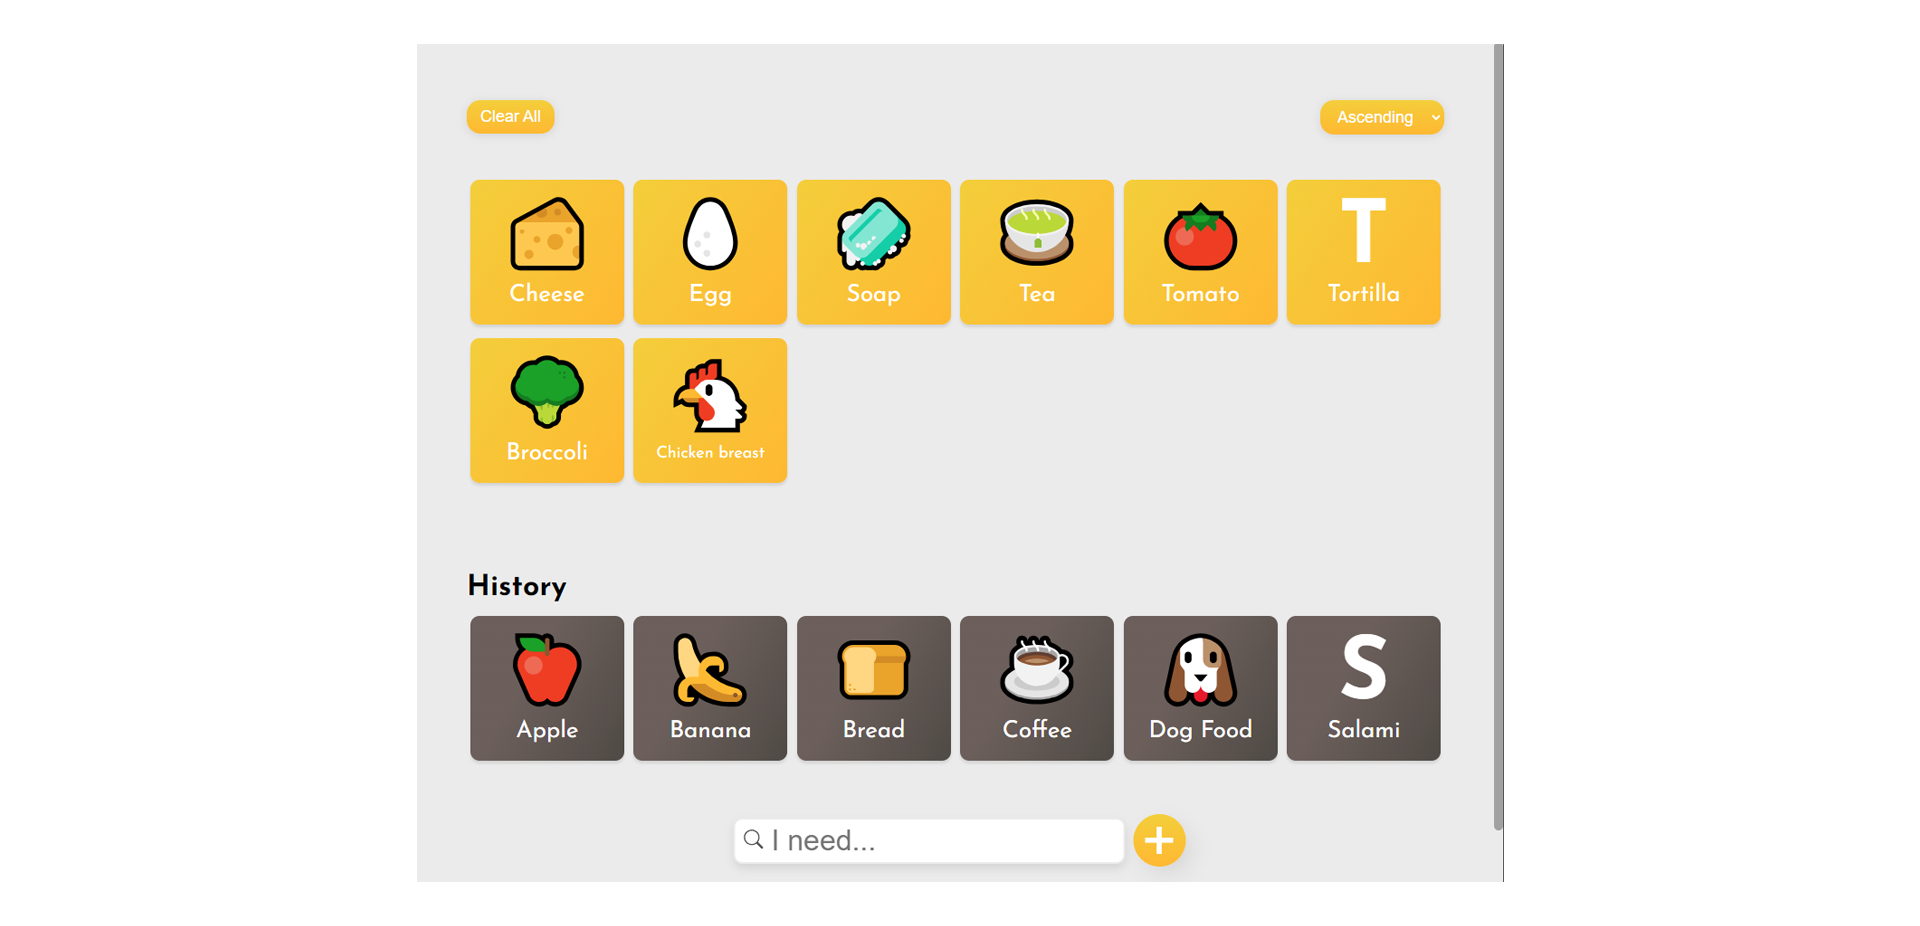 Clear All
Ascending
Cheese
Egg
Soap
Tea
Tomato
T
Tortilla
Broccoli
Chicken breast
History
Apple
Banana
Bread
Coffee
Dog Food
S
Salami
I need...